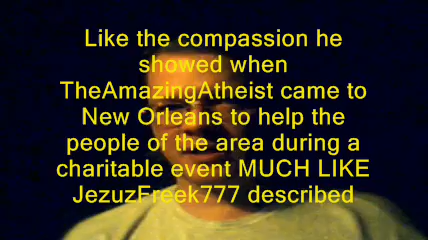 Like the compassion he
showed when
TheAmazingAtheist came to
New Orleans to help the
people of the area during a
charitable event MUCH LIKE
JezuzFreek777 described